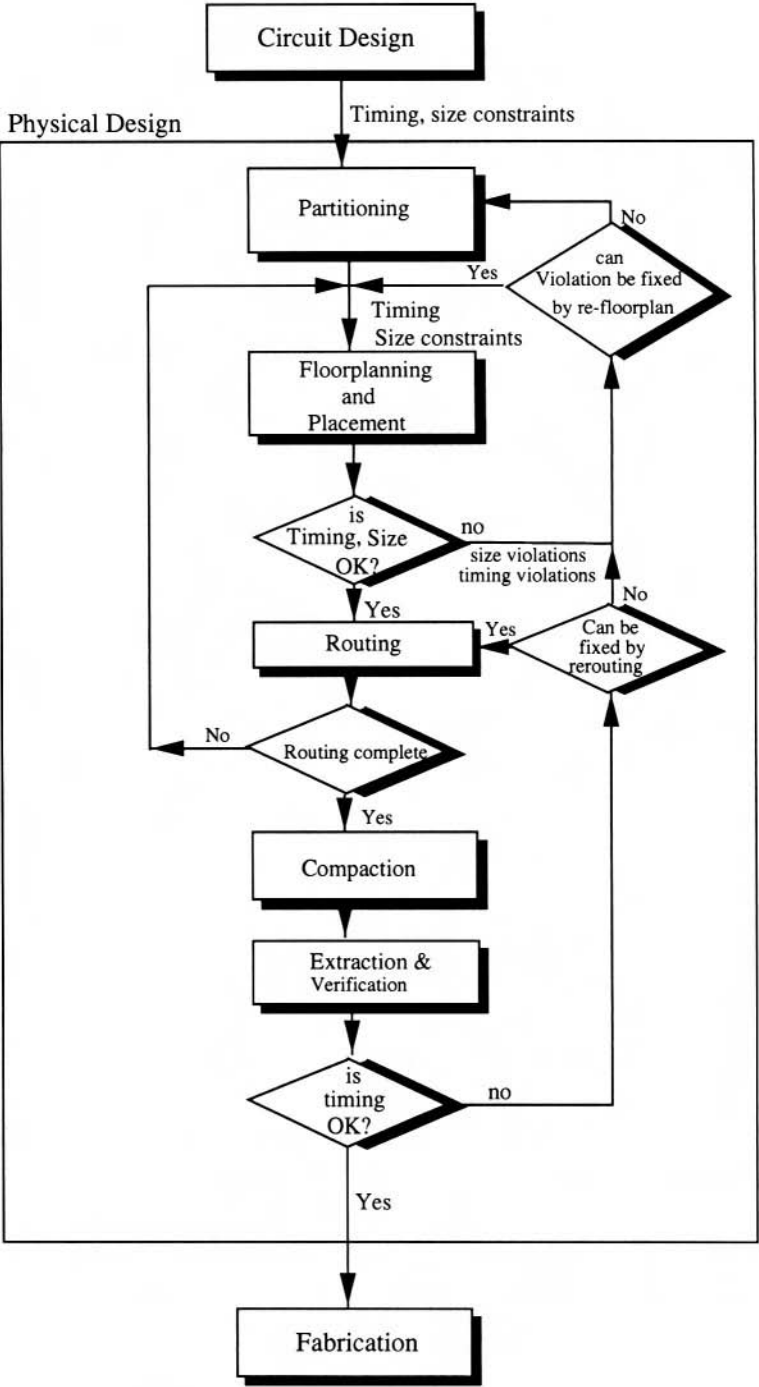 Circuit Design
Timing, size constraints
Physical Design
Partitioning
No
can
Violation be fixed
by re-floorplan
Yes
Timing
Size constraints
Floorplanning
and
Placement
is
Timing, Size
OK?
no
size violations
timing violations
Yes
No
Routing
Yes
Can be
fixed by
rerouting
No
Routing complete
Yes
Compaction
Extraction &
Verification
is
timing
OK?
no
Yes
Fabrication